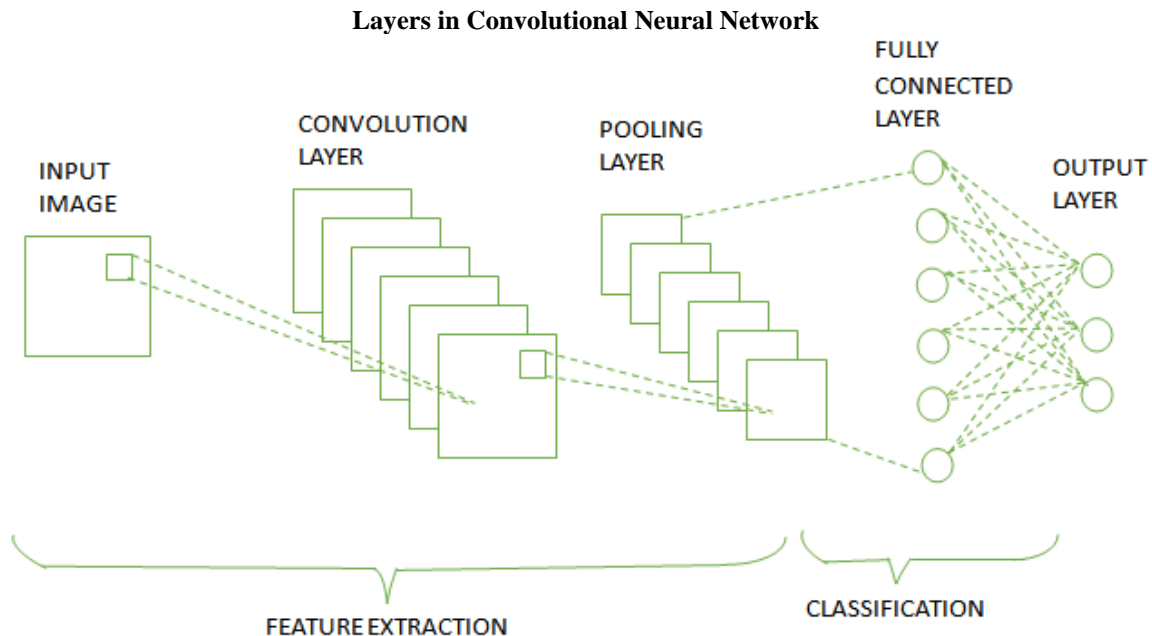 Layers in Convolutional Neural Network
INPUT
IMAGE
CONVOLUTION
LAYER
POOLING
LAYER
FULLY
CONNECTED
LAYER
OUTPUT
LAYER
FEATURE EXTRACTION
CLASSIFICATION